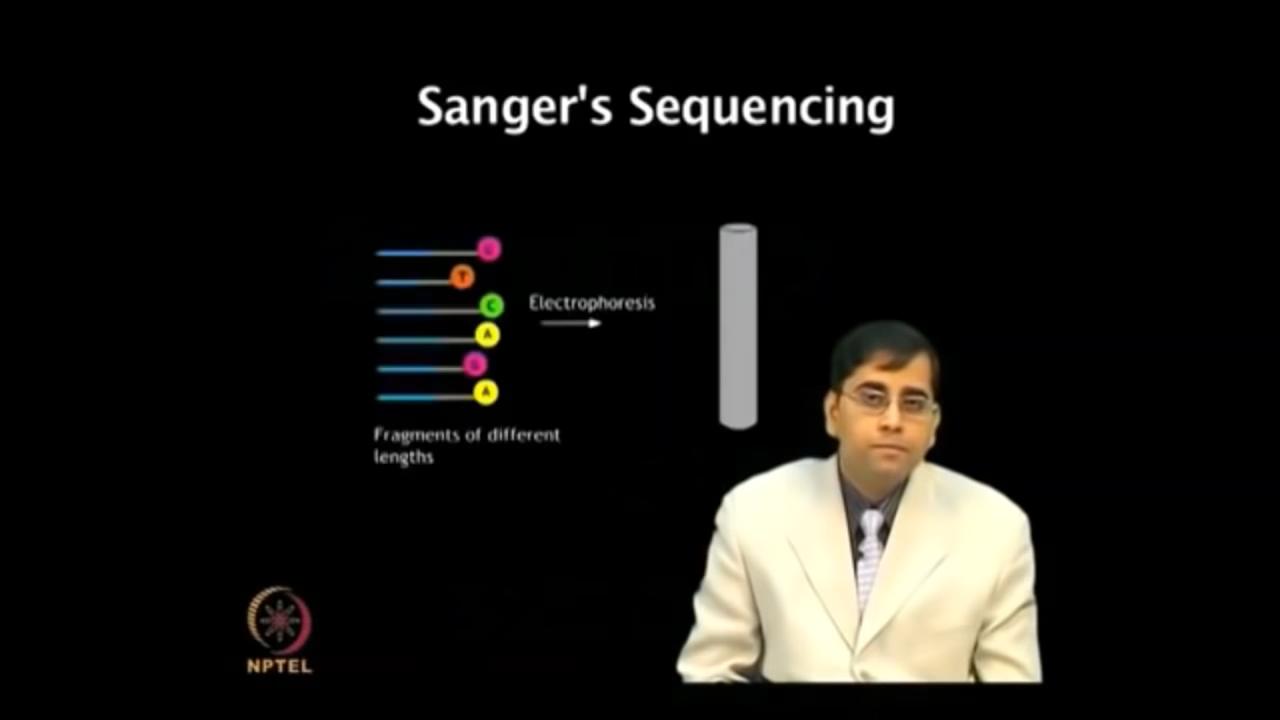 Sanger's Sequencing
G
T
C
A
G
A
Electrophoresis
Fragments of different
lengths
NPTEL